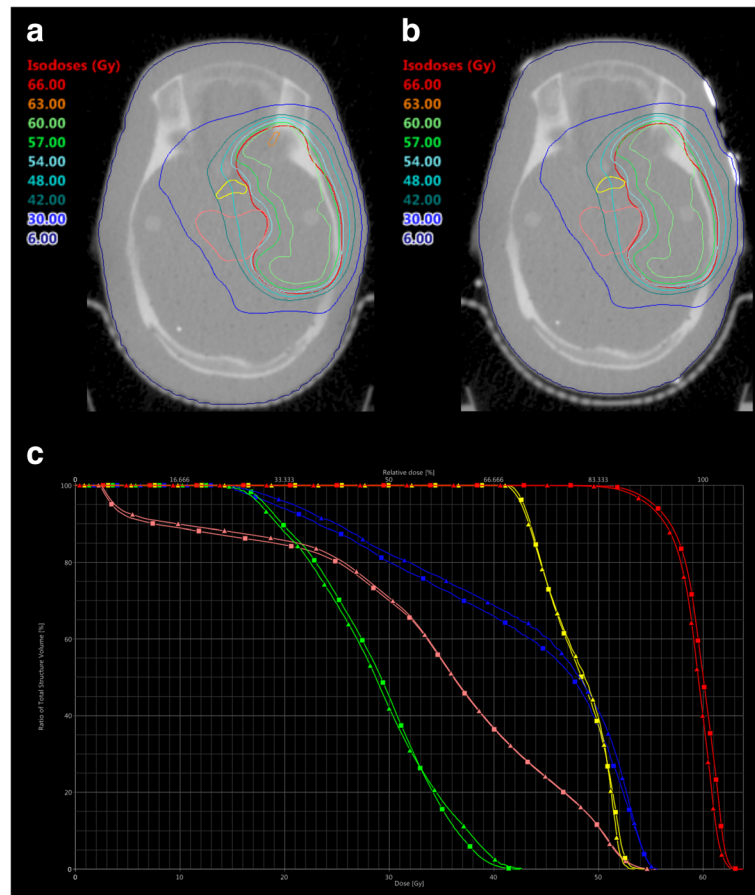 a
b
Isodoses (Gy)
66.00
63.00
60.00
57.00
54.00
48.00
42.00
30.00
6.00
Isodoses (Gy)
66.00
63.00
60.00
57.00
54.00
48.00
42.00
30.00
6.00
c
Relative dose [%]
0 16.666 33.333 50 66.666 83.333 100
Ratio of Total Structure Volume [%]
100
80
60
40
20
0
0 10 20 30 40 50 60
Dose [Gy]